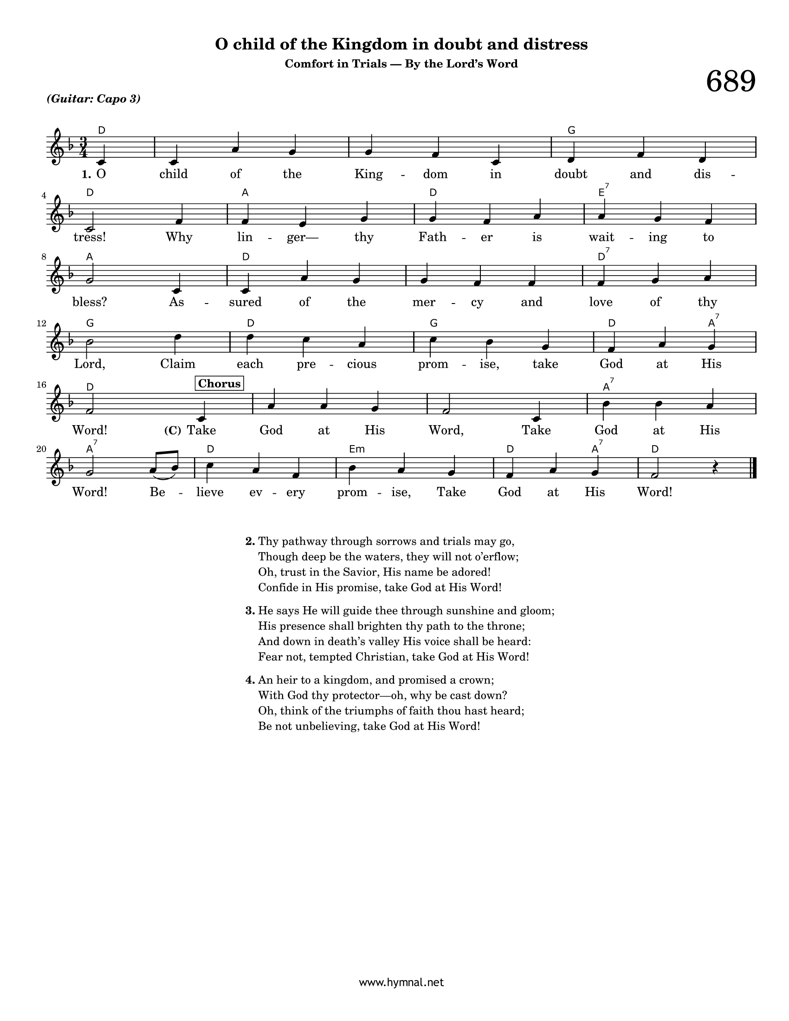 O child of the Kingdom in doubt and distress
Comfort in Trials — By the Lord's Word
689
(Guitar: Capo 3)
D G
1. O child of the King - dom in doubt and dis -
4 D A D E7
tress! Why lin - ger— thy Fath - er is wait - ing to
8 A D D7
bless? As - sured of the mer - cy and love of thy
12 G D G D A7
Lord, Claim each pre - cious prom - ise, take God at His
16 D Chorus A7
Word! (C) Take God at His Word, Take God at His
20 A7 D Em D A7 D
Word! Be - lieve ev - ery prom - ise, Take God at His Word!
2. Thy pathway through sorrows and trials may go,
Though deep be the waters, they will not o'erflow;
Oh, trust in the Savior, His name be adored!
Confide in His promise, take God at His Word!
3. He says He will guide thee through sunshine and gloom;
His presence shall brighten thy path to the throne;
And down in death's valley His voice shall be heard:
Fear not, tempted Christian, take God at His Word!
4. An heir to a kingdom, and promised a crown;
With God thy protector—oh, why be cast down?
Oh, think of the triumphs of faith thou hast heard;
Be not unbelieving, take God at His Word!
www.hymnal.net